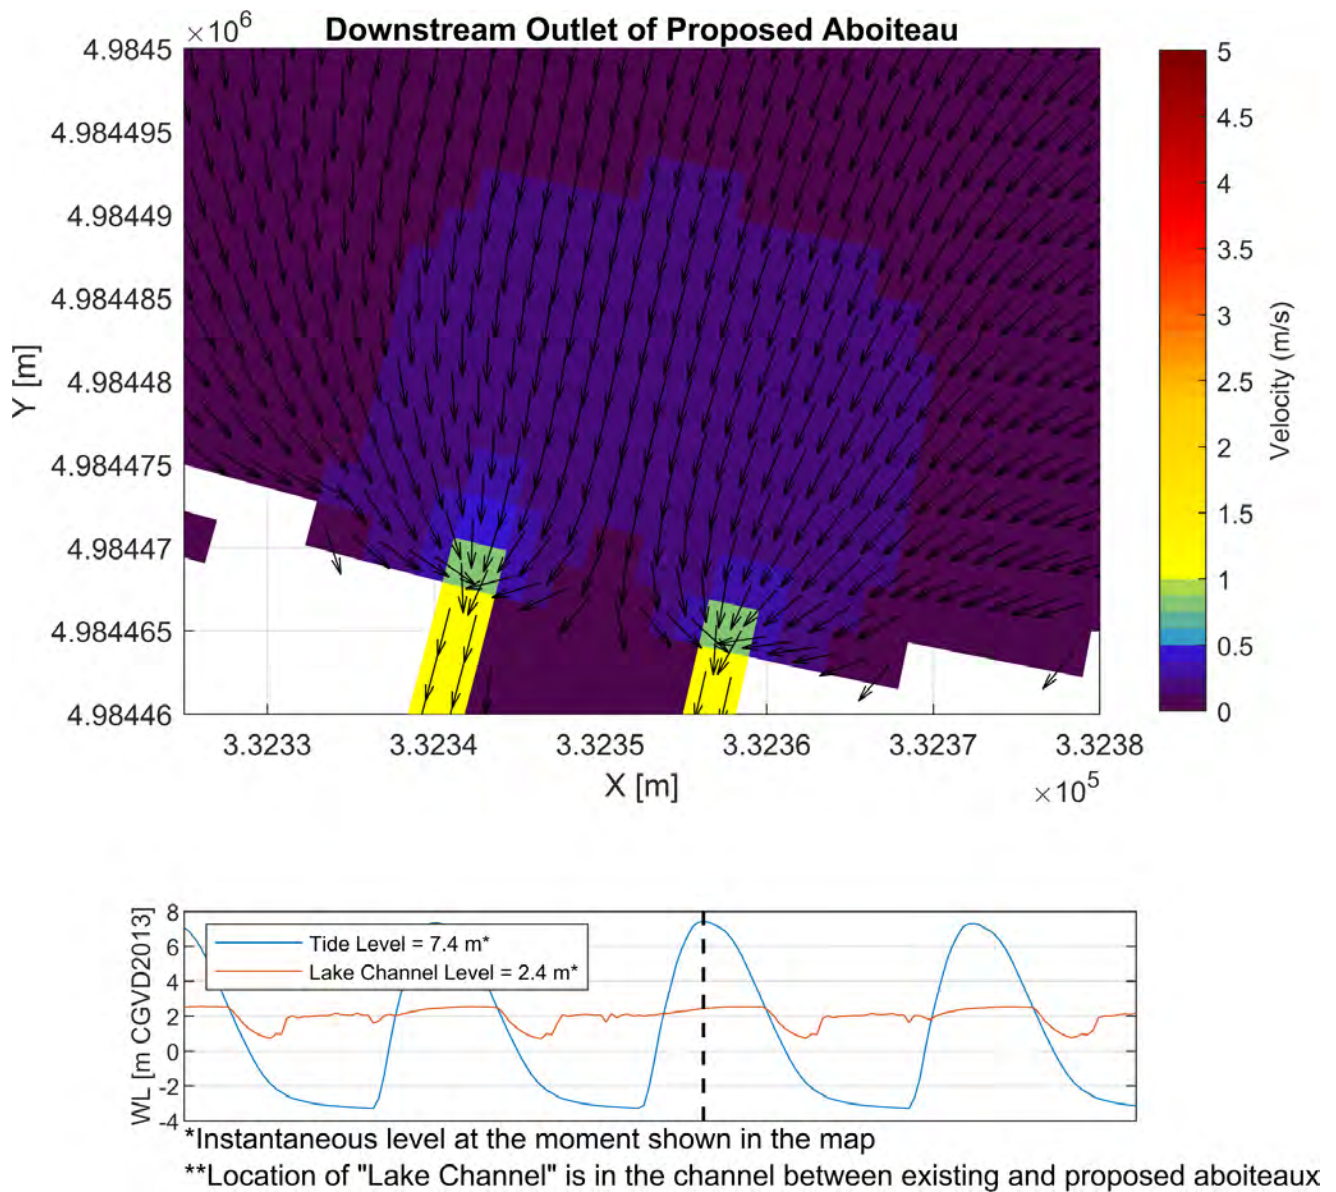 Downstream Outlet of Proposed Aboiteau
×10⁶
4.9845
4.984495
4.98449
4.984485
4.98448
4.984475
4.98447
4.984465
4.98446
Y [m]
3.3233 3.3234 3.3235 3.3236 3.3237 3.3238
X [m]
×10⁵
5
4.5
4
3.5
3
2.5
2
1.5
1
0.5
0
Velocity (m/s)
8
6
4
2
0
-2
-4
WL [m CGVD2013]
Tide Level = 7.4 m*
Lake Channel Level = 2.4 m*
*Instantaneous level at the moment shown in the map
**Location of "Lake Channel" is in the channel between existing and proposed aboiteaux